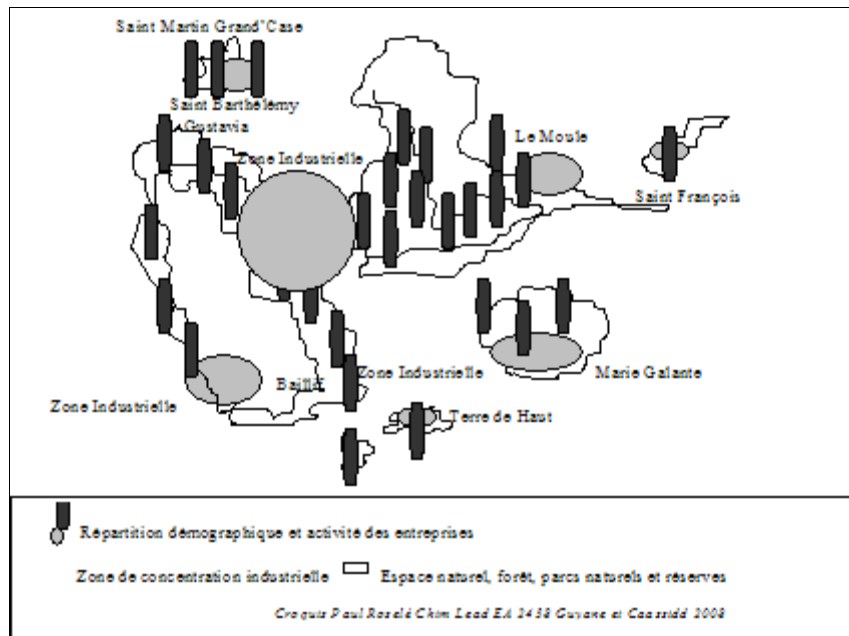 Saint Martin Grand'Case
Saint Barthélémy
Gustavia
Zone Industrielle
Le Moule
Saint François
Zone Industrielle
Marie Galante
Baillif
Zone Industrielle
Terre de Haut
Répartition démographique et activité des entreprises
Zone de concentration industrielle
Espace naturel, forêt, parcs naturels et réserves
Croquis Paul Roselé Chim Lead EA 2438 Guyane et Caassidd 2008